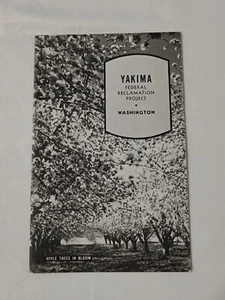 YAKIMA
FEDERAL
RECLAMATION
PROJECT
WASHINGTON
APPLE TREES IN BLOOM